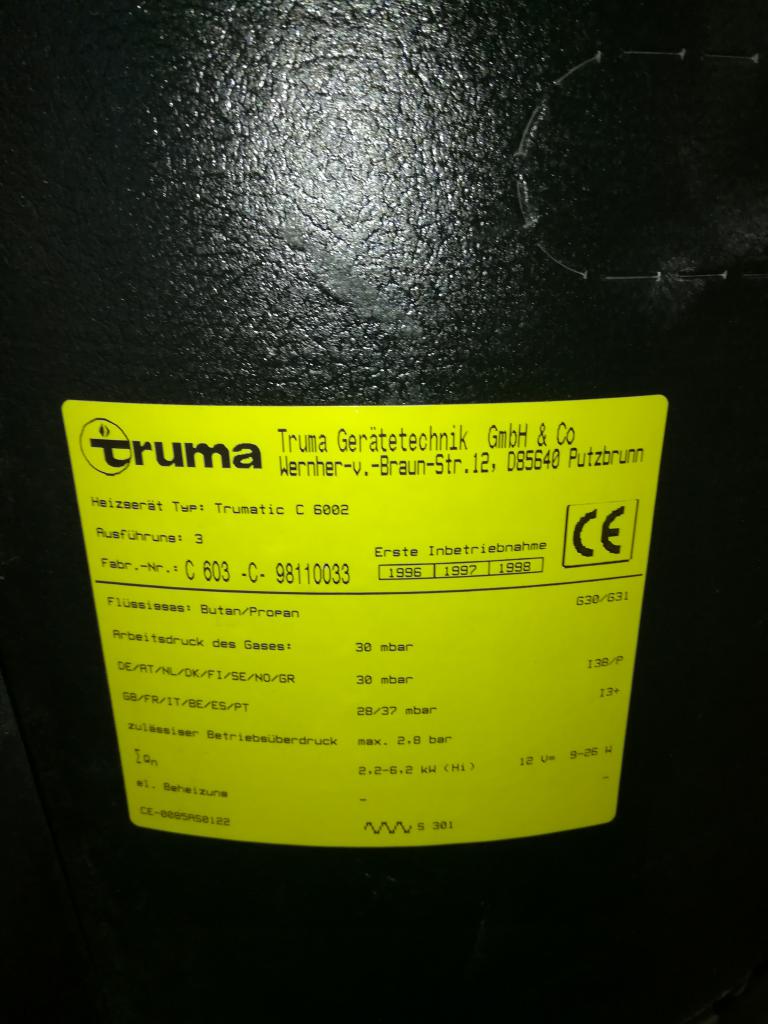 truma
Truma Gerätetechnik GmbH & Co
Wernher-v.-Braun-Str.12, D85640 Putzbrunn
Heizgerät Typ: Trumatic C 6002
Ausführung: 3
Fabr.-Nr.: C 603 -C- 98110033
Erste Inbetriebnahme
1996 1997 1998
CE
Flüssiggas: Butan/Propan G30/G31
Arbeitsdruck des Gases: 30 mbar
DE/AT/NL/DK/FI/SE/NO/GR 30 mbar I3B/P
GB/FR/IT/BE/ES/PT 28/37 mbar I3+
zulässiger Betriebsüberdruck max. 2,8 bar
ΣQn 2,2-6,2 kW (Hi) 12 V= 9-26 W
el. Beheizung - -
CE-0085AS0122 S 301